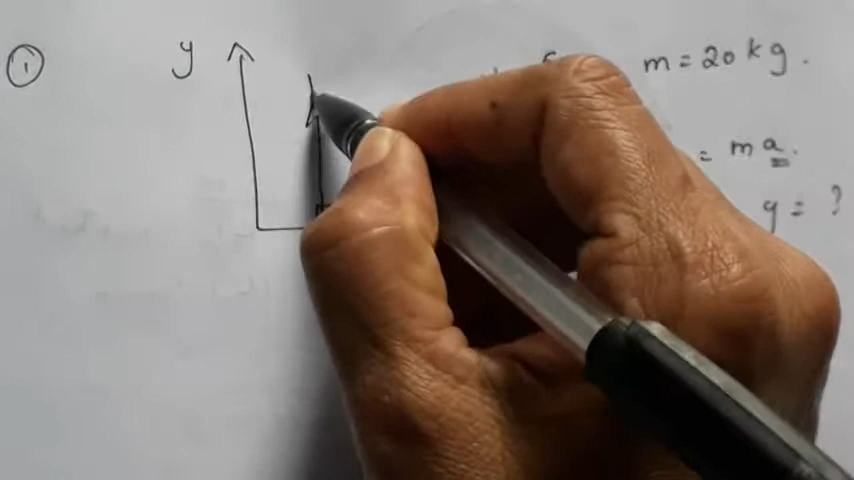 ①
y
m = 20 kg.
= ma.
y = ?